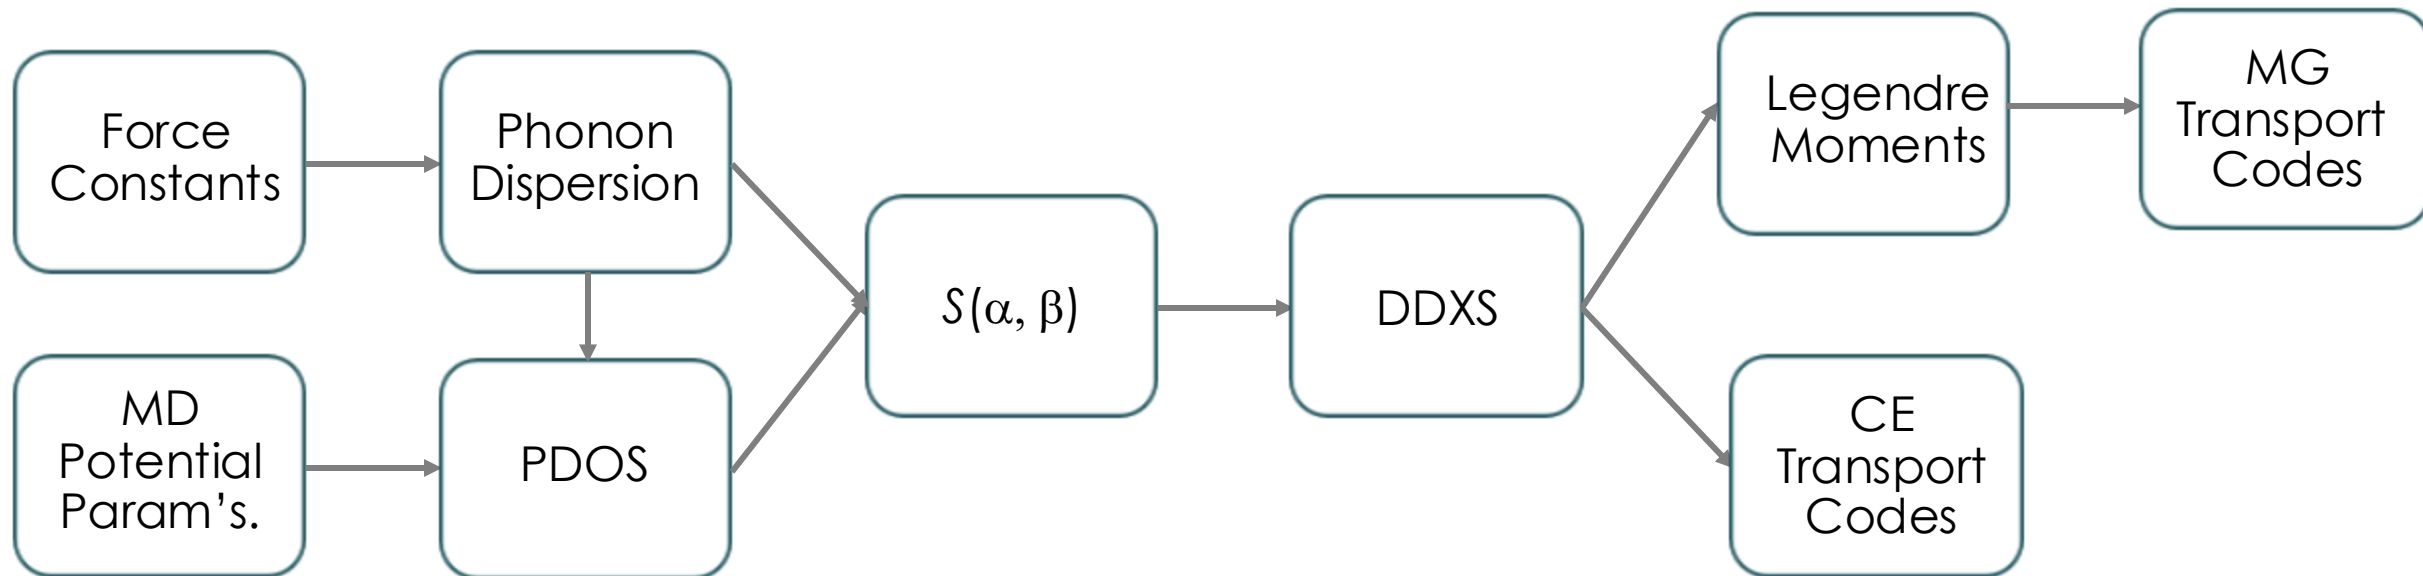 Force
Constants
Phonon
Dispersion
MD
Potential
Param’s.
PDOS
S(α, β)
DDXS
Legendre
Moments
MG
Transport
Codes
CE
Transport
Codes